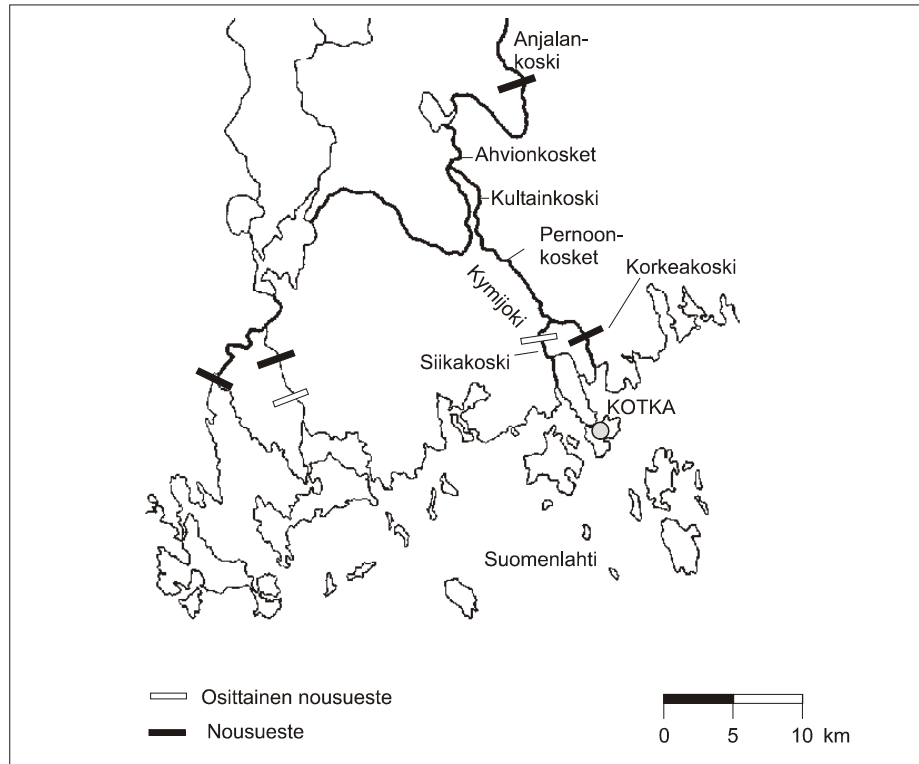 Anjalan-
koski
Ahvionkosket
Kultainkoski
Pernoon-
kosket
Korkeakoski
Kymijoki
Siikakoski
KOTKA
Suomenlahti
Osittainen nousueste
Nousueste
0 5 10 km